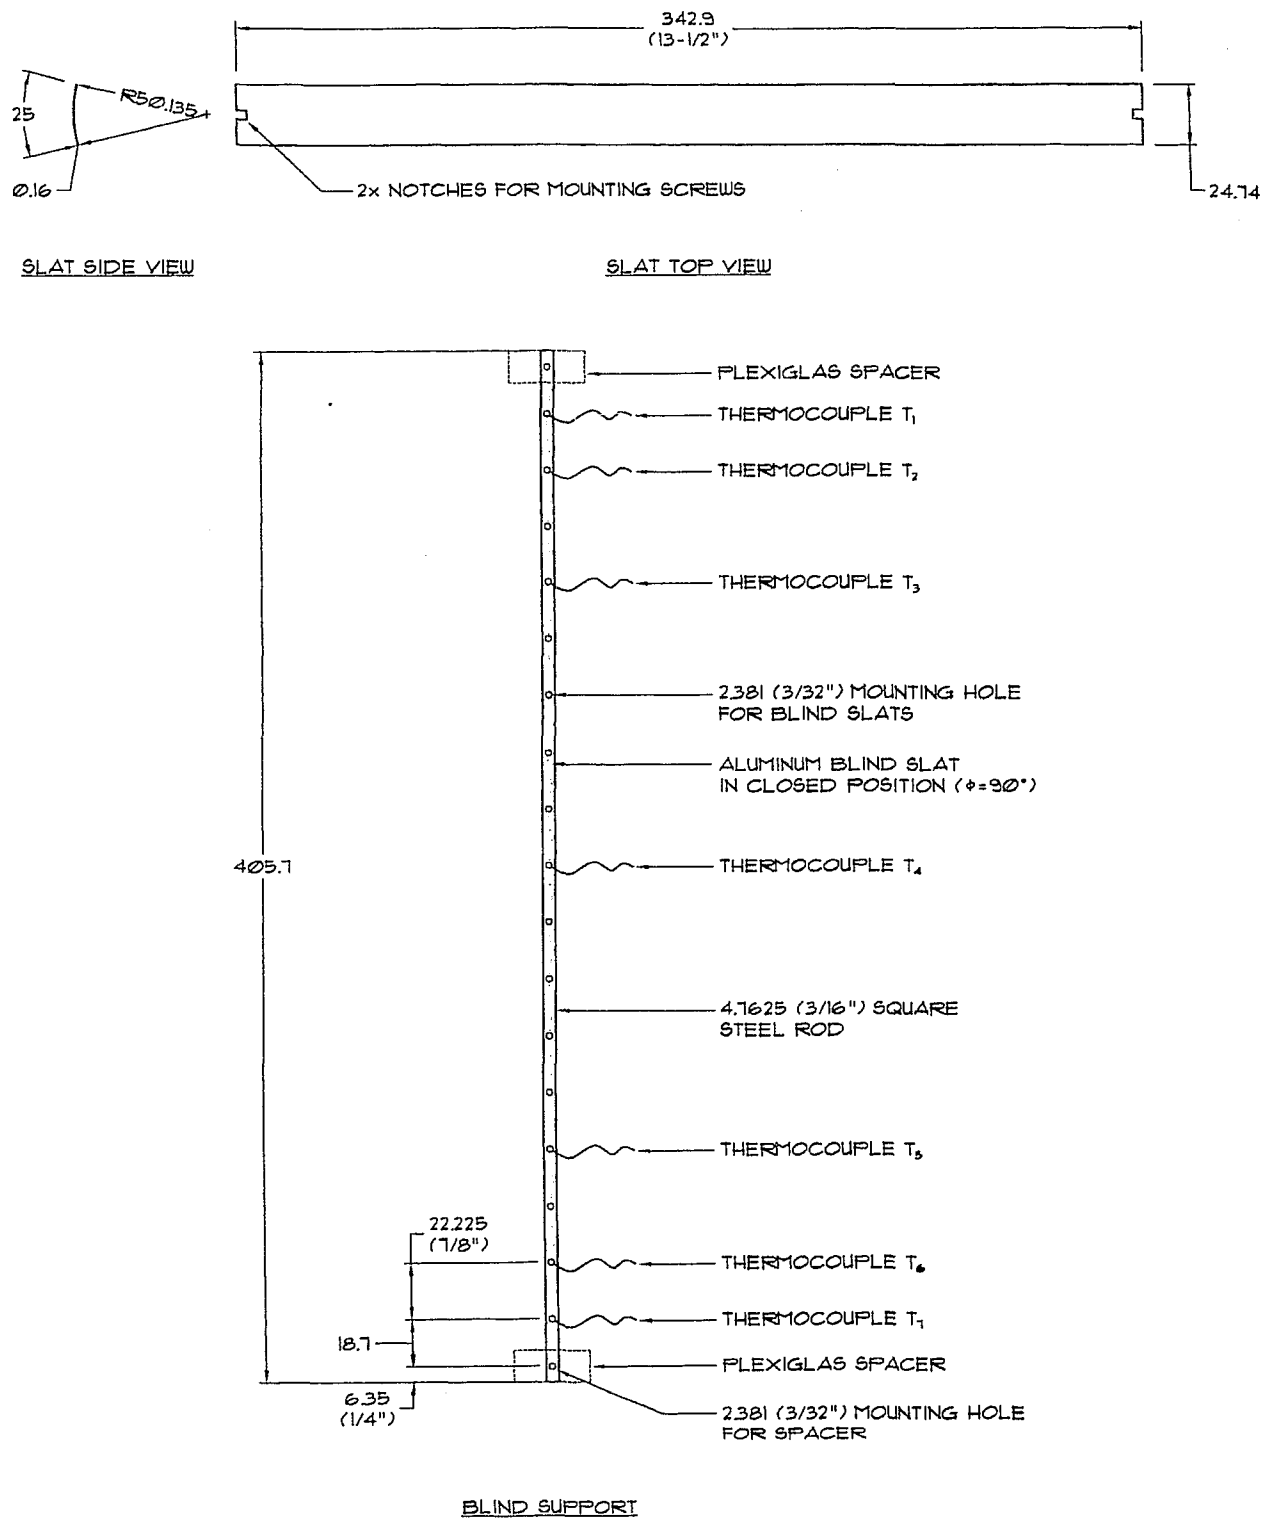 342.9
(13-1/2")
R50.135
25
0.16
2x NOTCHES FOR MOUNTING SCREWS
24.74
SLAT SIDE VIEW
SLAT TOP VIEW
PLEXIGLAS SPACER
THERMOCOUPLE T₁
THERMOCOUPLE T₂
THERMOCOUPLE T₃
2.381 (3/32") MOUNTING HOLE
FOR BLIND SLATS
ALUMINUM BLIND SLAT
IN CLOSED POSITION (ϕ=90°)
405.7
THERMOCOUPLE T₄
4.7625 (3/16") SQUARE
STEEL ROD
THERMOCOUPLE T₅
22.225
(7/8")
THERMOCOUPLE T₆
THERMOCOUPLE T₇
18.7
PLEXIGLAS SPACER
6.35
(1/4")
2.381 (3/32") MOUNTING HOLE
FOR SPACER
BLIND SUPPORT